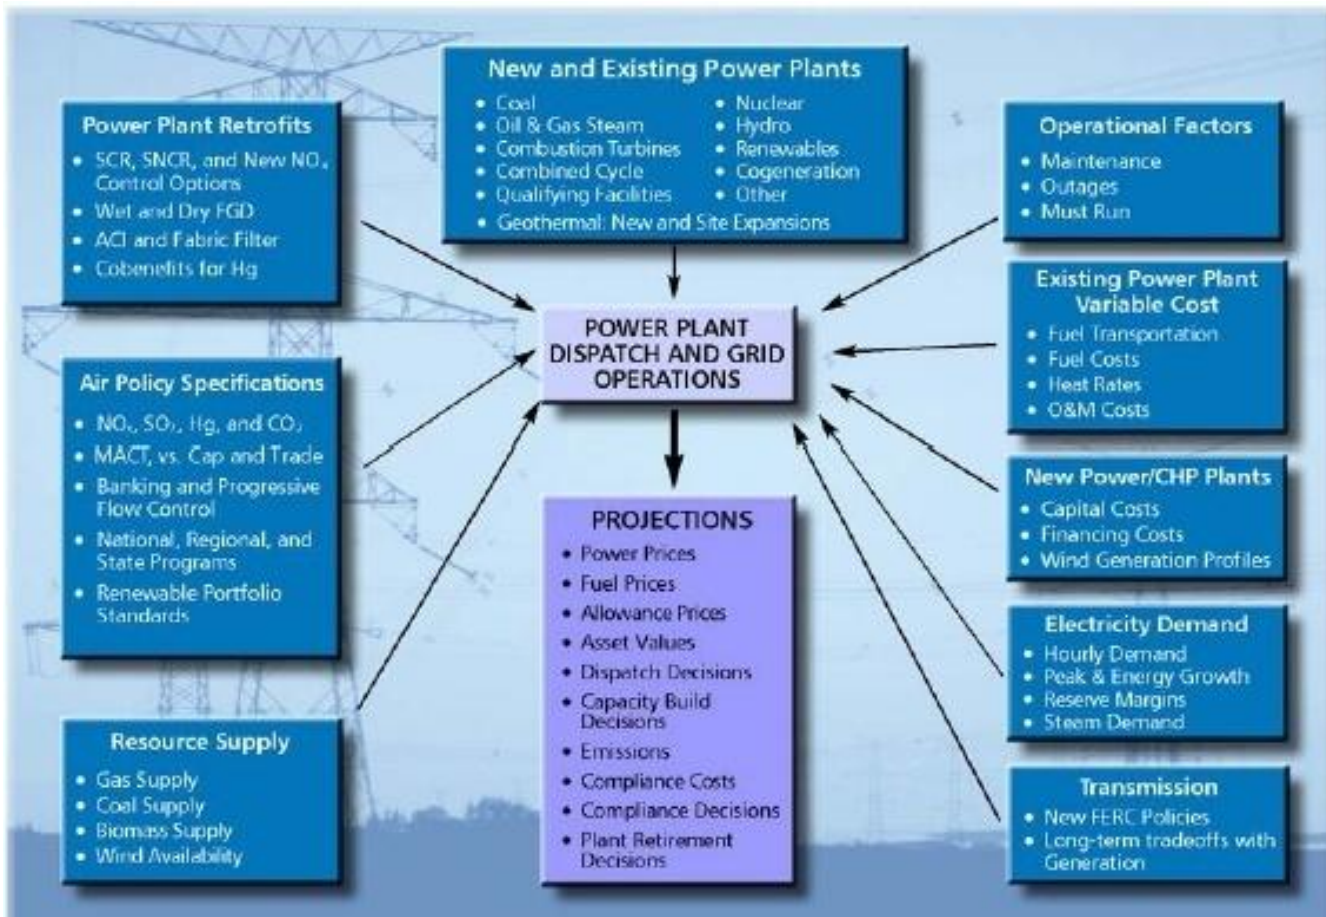 New and Existing Power Plants
• Coal
• Oil & Gas Steam
• Combustion Turbines
• Combined Cycle
• Qualifying Facilities
• Geothermal: New and Site Expansions
• Nuclear
• Hydro
• Renewables
• Cogeneration
• Other
Power Plant Retrofits
• SCR, SNCR, and New NOₓ
Control Options
• Wet and Dry FGD
• ACI and Fabric Filter
• Cobenefits for Hg
Operational Factors
• Maintenance
• Outages
• Must Run
POWER PLANT
DISPATCH AND GRID
OPERATIONS
Existing Power Plant
Variable Cost
• Fuel Transportation
• Fuel Costs
• Heat Rates
• O&M Costs
Air Policy Specifications
• NOₓ, SO₂, Hg, and CO₂
• MACT, vs. Cap and Trade
• Banking and Progressive
Flow Control
• National, Regional, and
State Programs
• Renewable Portfolio
Standards
New Power/CHP Plants
• Capital Costs
• Financing Costs
• Wind Generation Profiles
PROJECTIONS
• Power Prices
• Fuel Prices
• Allowance Prices
• Asset Values
• Dispatch Decisions
• Capacity Build
Decisions
• Emissions
• Compliance Costs
• Compliance Decisions
• Plant Retirement
Decisions
Electricity Demand
• Hourly Demand
• Peak & Energy Growth
• Reserve Margins
• Steam Demand
Resource Supply
• Gas Supply
• Coal Supply
• Biomass Supply
• Wind Availability
Transmission
• New FERC Policies
• Long-term tradeoffs with
Generation